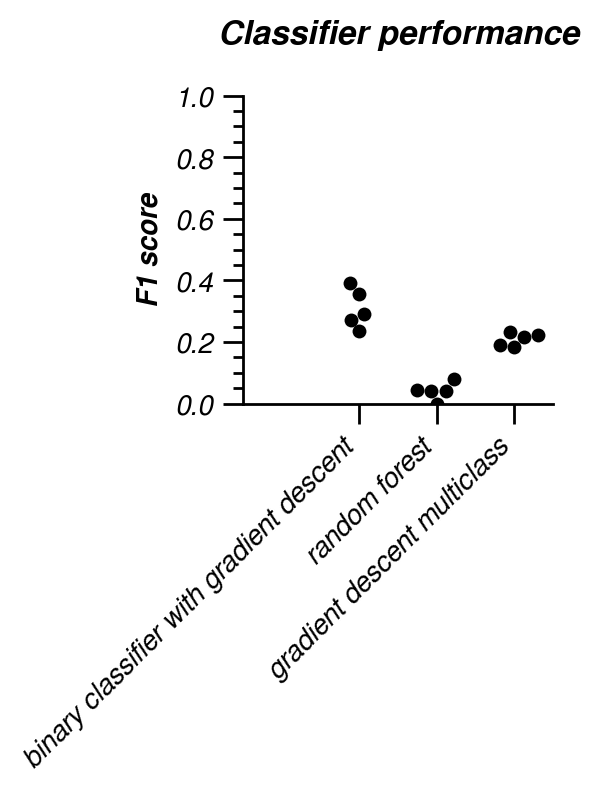 Classifier performance
F1 score
1.0
0.8
0.6
0.4
0.2
0.0
binary classifier with gradient descent
random forest
gradient descent multiclass